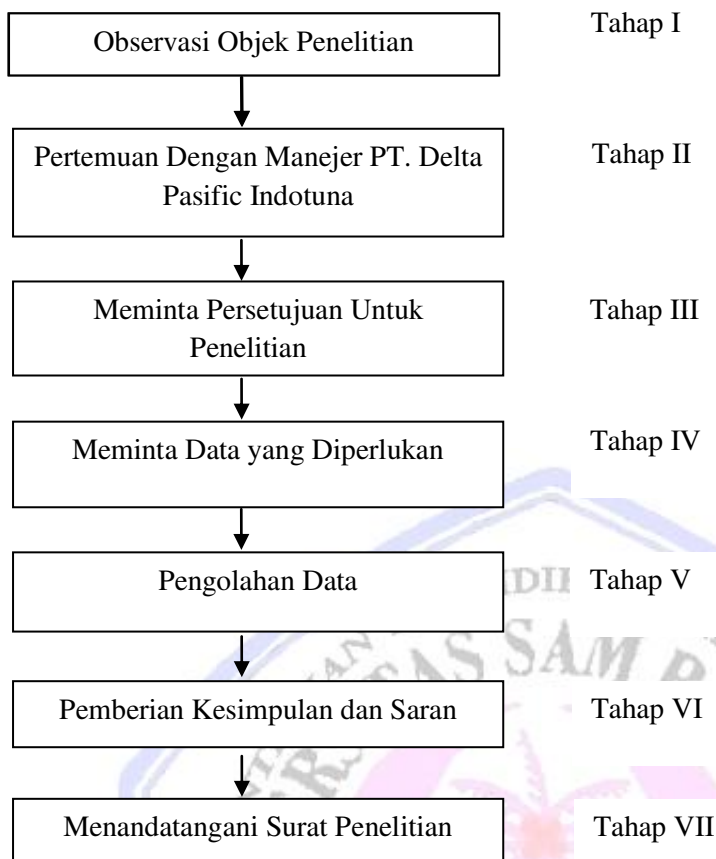 Observasi Objek Penelitian
Tahap I
Pertemuan Dengan Manejer PT. Delta
Pasific Indotuna
Tahap II
Meminta Persetujuan Untuk
Penelitian
Tahap III
Meminta Data yang Diperlukan
Tahap IV
Pengolahan Data
Tahap V
Pemberian Kesimpulan dan Saran
Tahap VI
Menandatangani Surat Penelitian
Tahap VII